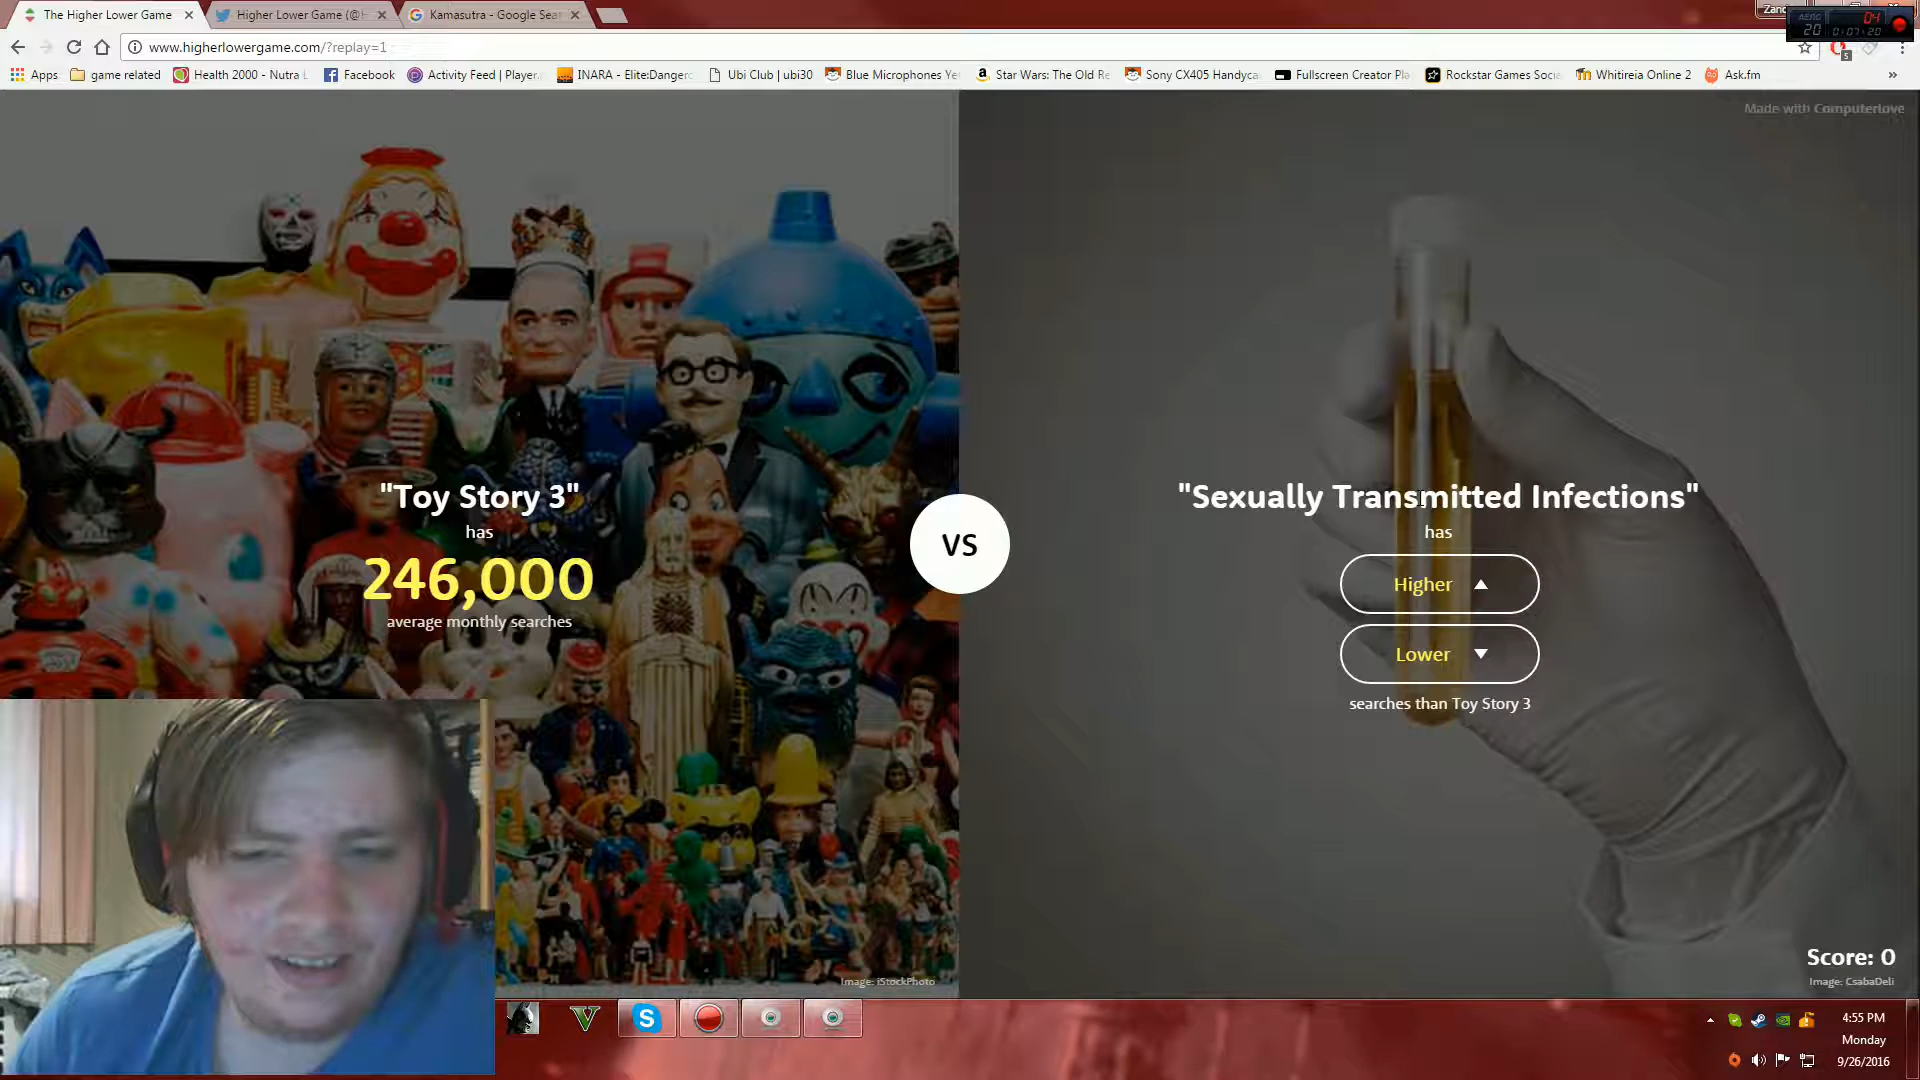 The Higher Lower Game
Higher Lower Game (@
Kamasutra - Google Sea
www.higherlowergame.com/?replay=1
Apps
game related
Health 2000 - Nutra L
Facebook
Activity Feed | Player.
INARA - Elite:Danger
Ubi Club | ubi30
Blue Microphones Ye
Star Wars: The Old Re
Sony CX405 Handyca
Fullscreen Creator Pla
Rockstar Games Socia
Whitireia Online 2
Ask.fm
»
Made with Computerlove
"Toy Story 3"
has
246,000
average monthly searches
VS
"Sexually Transmitted Infections"
has
Higher
Lower
searches than Toy Story 3
Score: 0
Image: iStockPhoto
Image: CsabaDeli
4:55 PM
Monday
9/26/2016